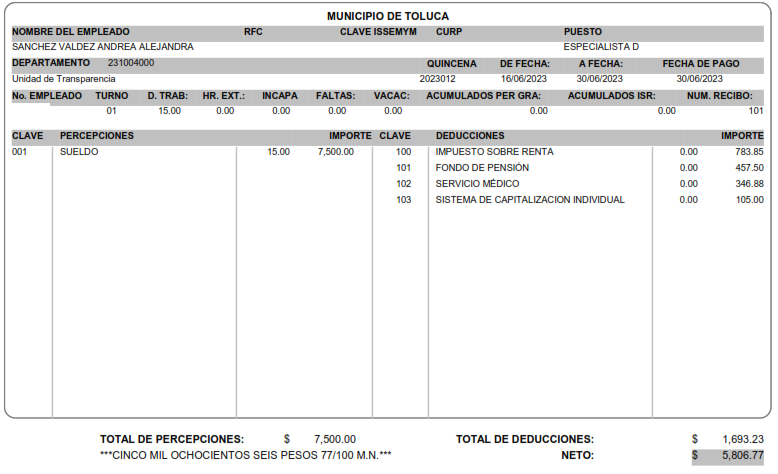 MUNICIPIO DE TOLUCA
NOMBRE DEL EMPLEADO RFC CLAVE ISSEMYM CURP PUESTO
SANCHEZ VALDEZ ANDREA ALEJANDRA ESPECIALISTA D
DEPARTAMENTO 231004000 QUINCENA DE FECHA: A FECHA: FECHA DE PAGO
Unidad de Transparencia 2023012 16/06/2023 30/06/2023 30/06/2023
No. EMPLEADO TURNO D. TRAB: HR. EXT.: INCAPA FALTAS: VACAC: ACUMULADOS PER GRA: ACUMULADOS ISR: NUM. RECIBO:
01 15.00 0.00 0.00 0.00 0.00 0.00 0.00 101
CLAVE PERCEPCIONES IMPORTE CLAVE DEDUCCIONES IMPORTE
001 SUELDO 15.00 7,500.00 100 IMPUESTO SOBRE RENTA 0.00 783.85
101 FONDO DE PENSIÓN 0.00 457.50
102 SERVICIO MÉDICO 0.00 346.88
103 SISTEMA DE CAPITALIZACION INDIVIDUAL 0.00 105.00
TOTAL DE PERCEPCIONES: $ 7,500.00 TOTAL DE DEDUCCIONES: $ 1,693.23
***CINCO MIL OCHOCIENTOS SEIS PESOS 77/100 M.N.*** NETO: $ 5,806.77